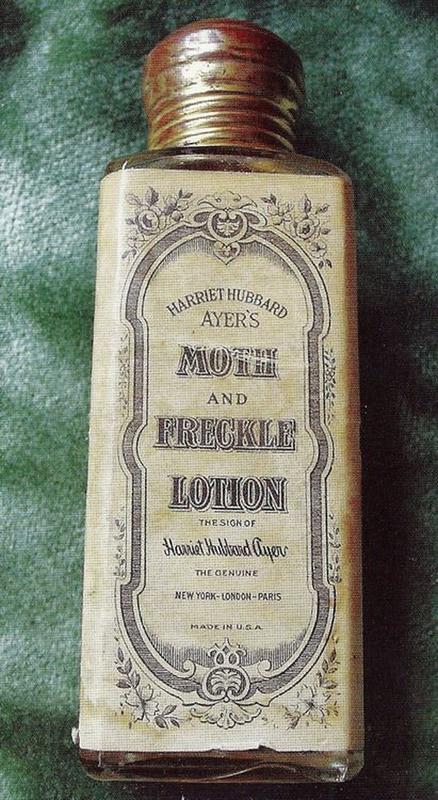 HARRIET HUBBARD
AYER'S
MOTH
AND
FRECKLE
LOTION
THE SIGN OF
Harriet Hubbard Ayer
THE GENUINE
NEW YORK-LONDON-PARIS
MADE IN U.S.A.